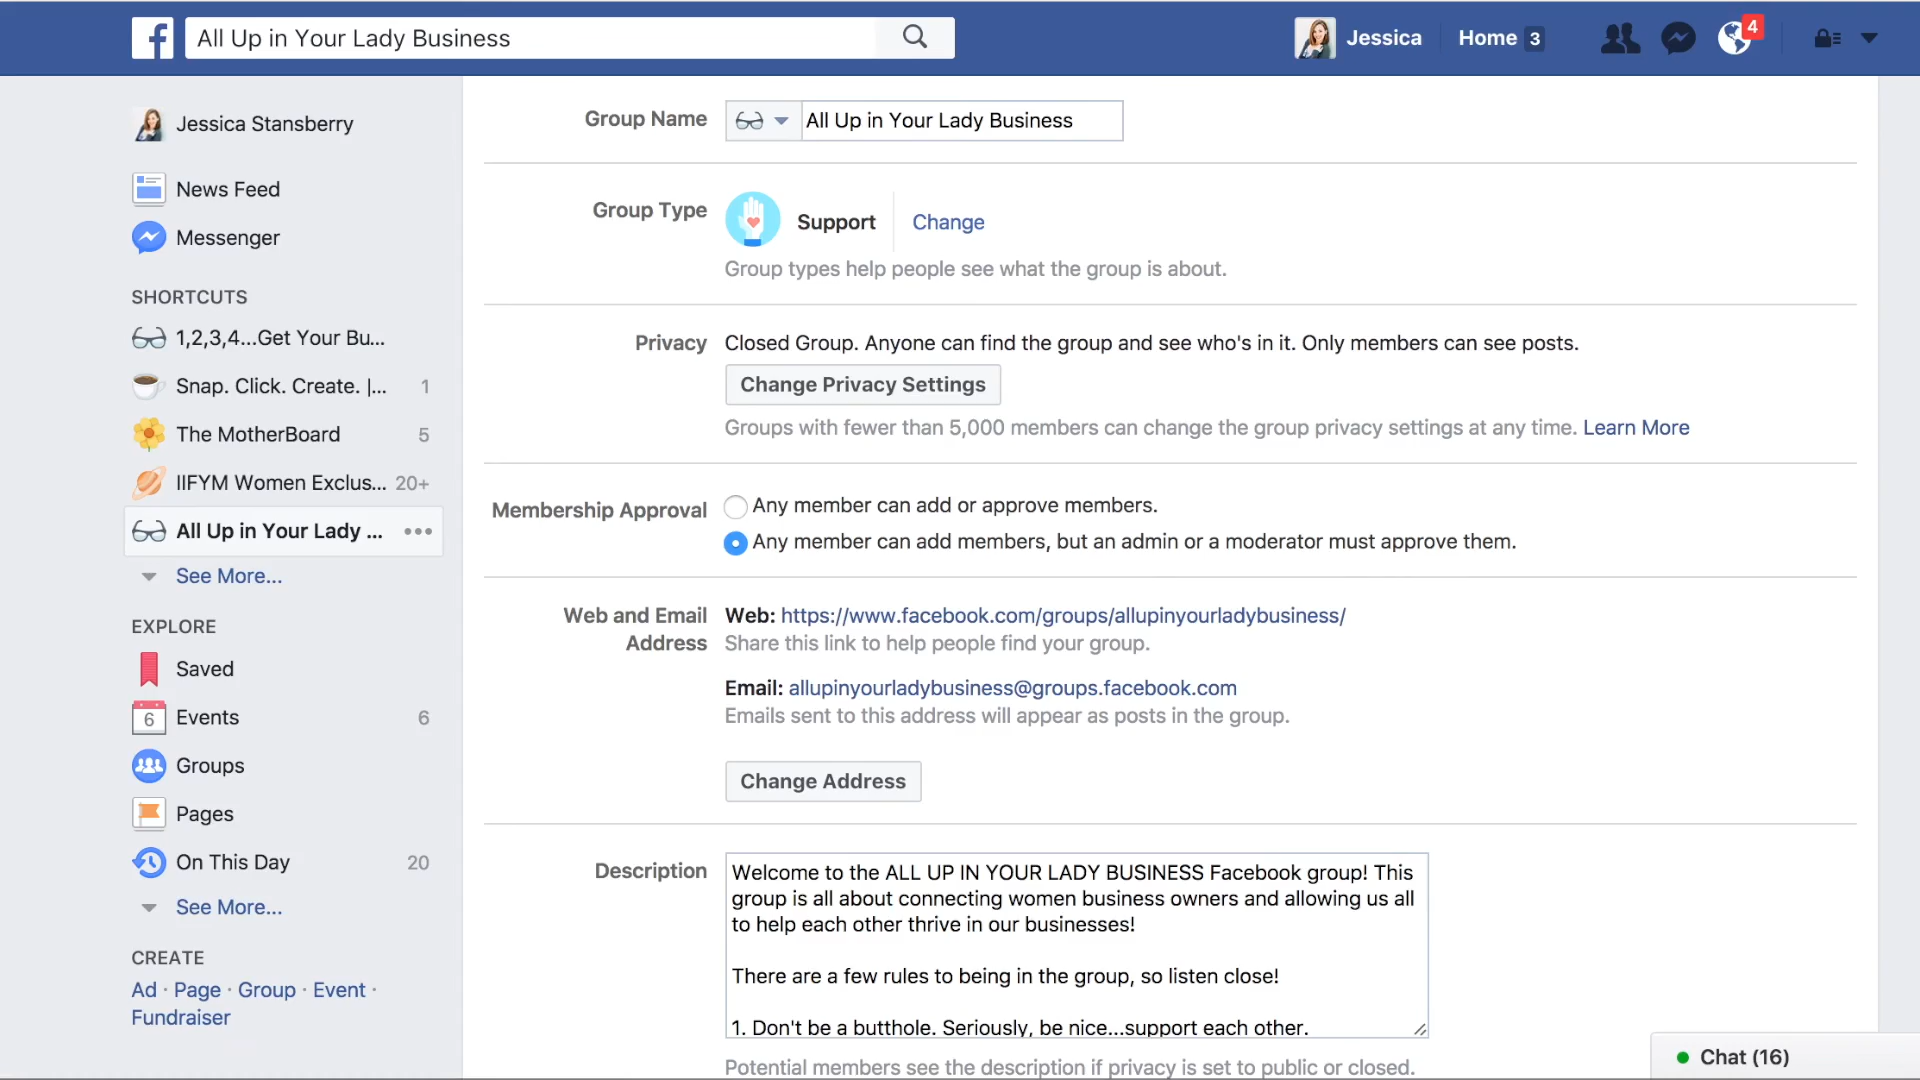 All Up in Your Lady Business
Jessica
Home 3
4
Jessica Stansberry
News Feed
Messenger
SHORTCUTS
1,2,3,4...Get Your Bu...
Snap. Click. Create. |... 1
The MotherBoard 5
IIFYM Women Exclus... 20+
All Up in Your Lady ...
See More...
EXPLORE
Saved
6 Events 6
Groups
Pages
On This Day 20
See More...
CREATE
Ad · Page · Group · Event ·
Fundraiser
Group Name All Up in Your Lady Business
Group Type Support Change
Group types help people see what the group is about.
Privacy Closed Group. Anyone can find the group and see who's in it. Only members can see posts.
Change Privacy Settings
Groups with fewer than 5,000 members can change the group privacy settings at any time. Learn More
Membership Approval Any member can add or approve members.
Any member can add members, but an admin or a moderator must approve them.
Web and Email Address Web: https://www.facebook.com/groups/allupinyourladybusiness/
Share this link to help people find your group.
Email: allupinyourladybusiness@groups.facebook.com
Emails sent to this address will appear as posts in the group.
Change Address
Description Welcome to the ALL UP IN YOUR LADY BUSINESS Facebook group! This
group is all about connecting women business owners and allowing us all
to help each other thrive in our businesses!
There are a few rules to being in the group, so listen close!
1. Don't be a butthole. Seriously, be nice...support each other.
Potential members see the description if privacy is set to public or closed.
Chat (16)